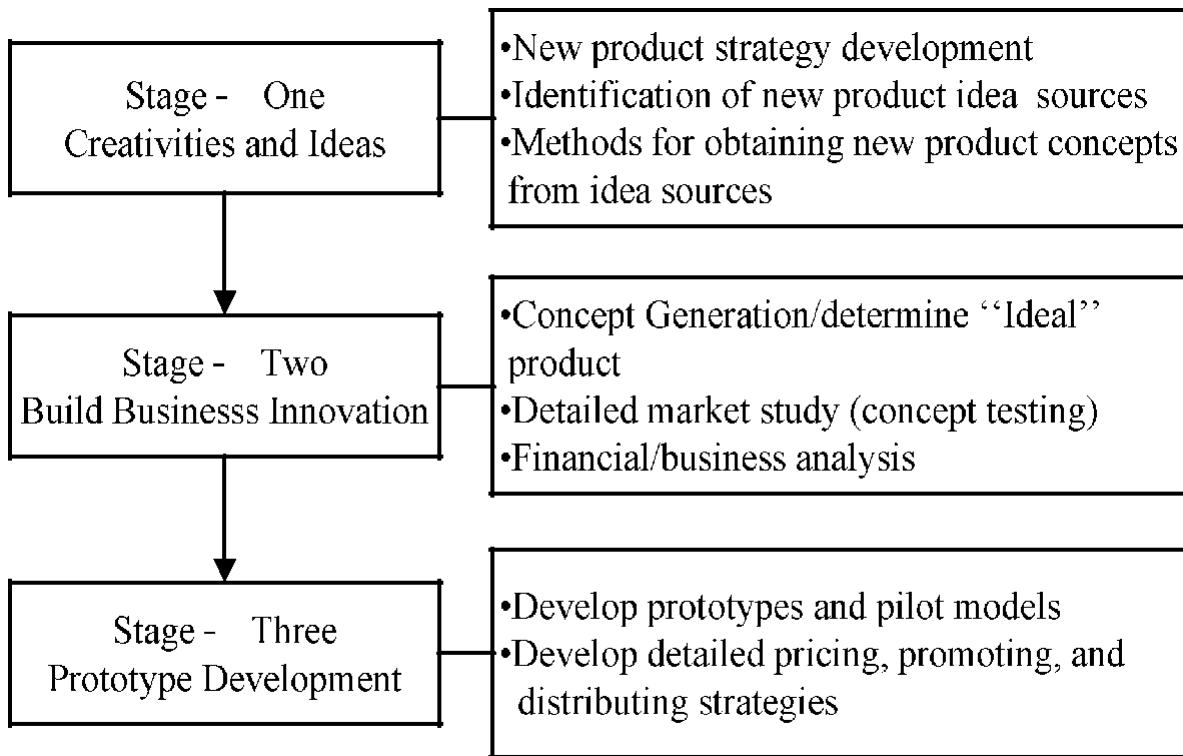 Stage - One
Creativities and Ideas
•New product strategy development
•Identification of new product idea sources
•Methods for obtaining new product concepts
from idea sources
Stage - Two
Build Businesss Innovation
•Concept Generation/determine ‘‘Ideal’’
product
•Detailed market study (concept testing)
•Financial/business analysis
Stage - Three
Prototype Development
•Develop prototypes and pilot models
•Develop detailed pricing, promoting, and
distributing strategies